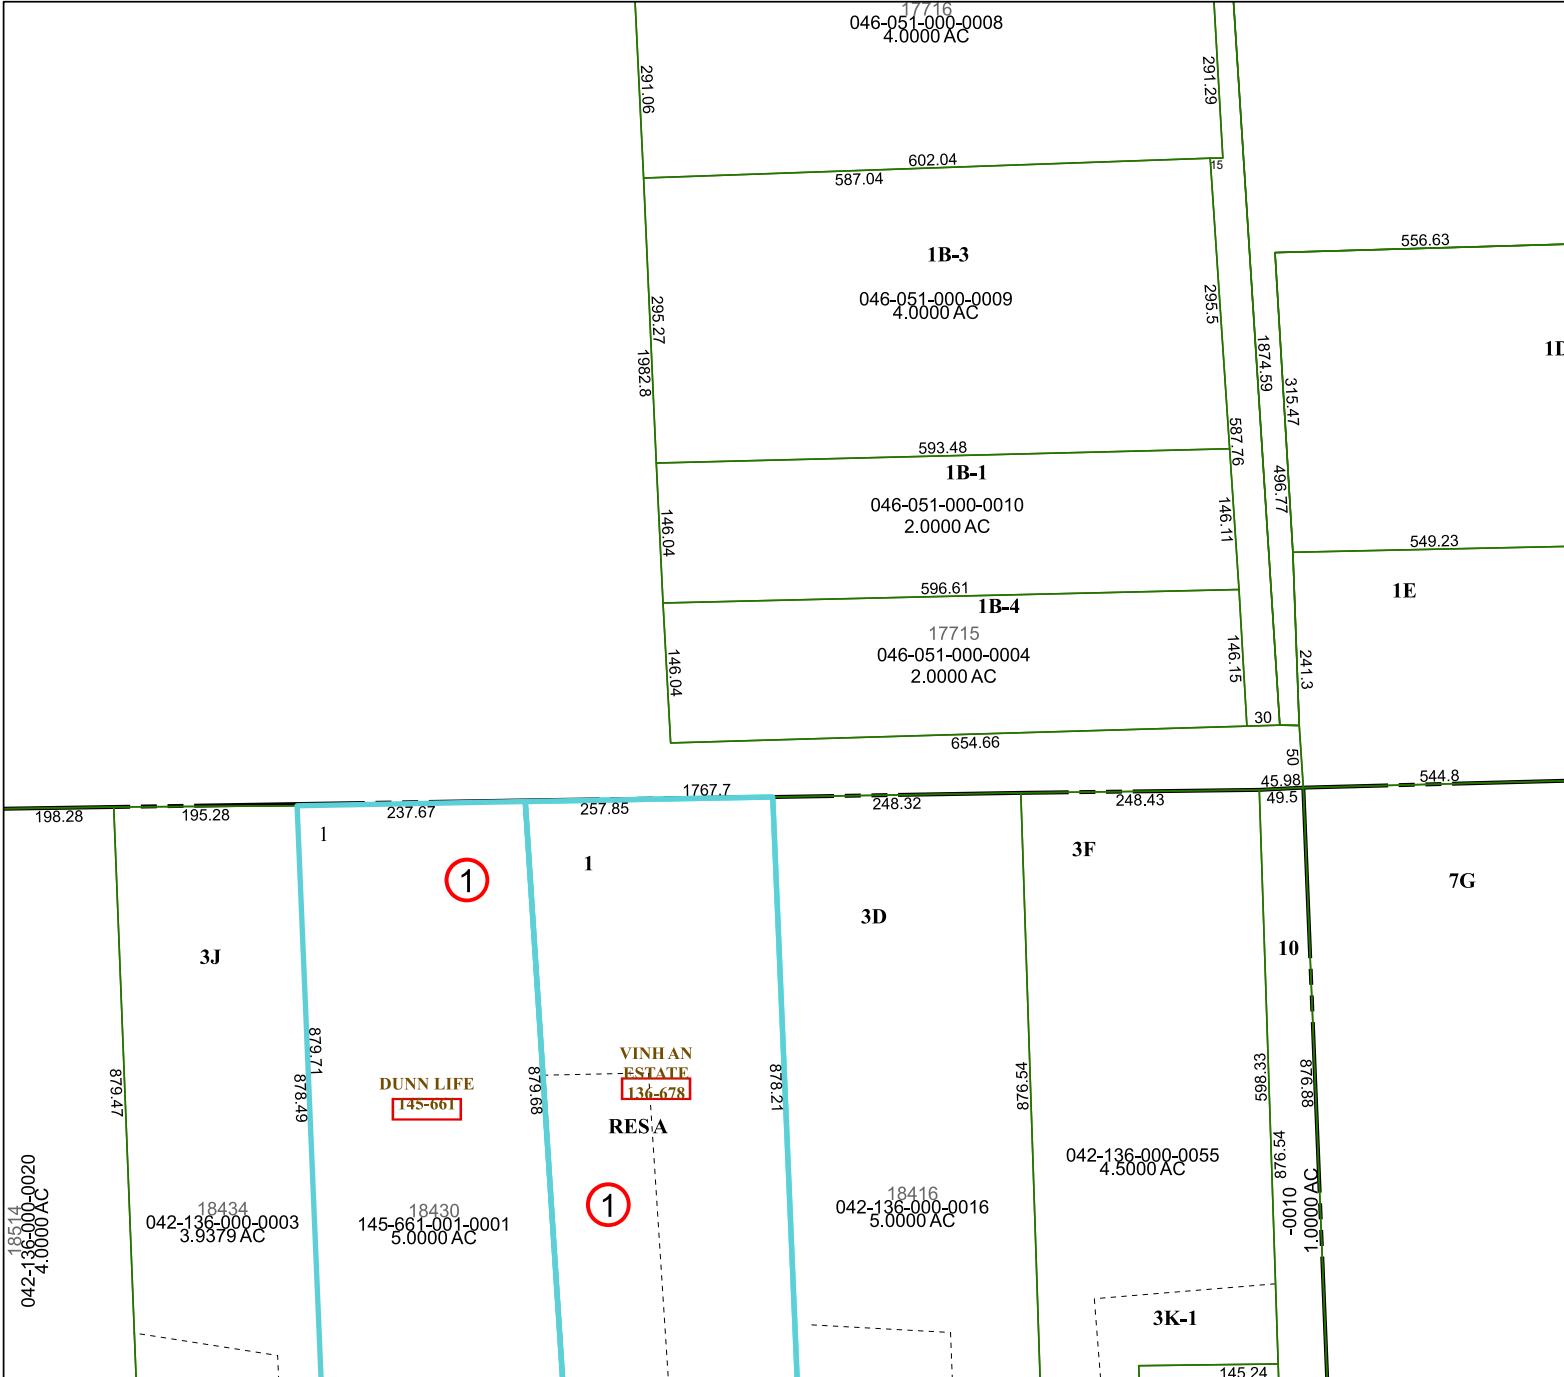 17716
046-051-000-0008
4.0000 AC
291.06
291.29
602.04
587.04
15
1B-3
046-051-000-0009
4.0000 AC
295.27
1982.8
295.5
1874.59
556.63
1D
315.47
593.48
1B-1
046-051-000-0010
2.0000 AC
587.76
146.04
146.11
496.77
549.23
596.61
1B-4
17715
046-051-000-0004
2.0000 AC
1E
146.04
146.15
241.3
30
654.66
50
45.98
544.8
1767.7
198.28
195.28
237.67
257.85
248.32
248.43
49.5
1
1
1
3F
3D
7G
3J
10
879.47
879.71
878.49
DUNN LIFE
145-661
879.68
VINH AN
ESTATE
136-678
RES A
878.21
876.54
598.33
889.8
876.54
042-136-000-0055
4.5000 AC
-0010
1.0000 AC
18514
042-136-000-0020
4.0000 AC
18434
042-136-000-0003
3.9379 AC
18430
145-661-001-0001
5.0000 AC
1
18416
042-136-000-0016
5.0000 AC
3K-1
145.24